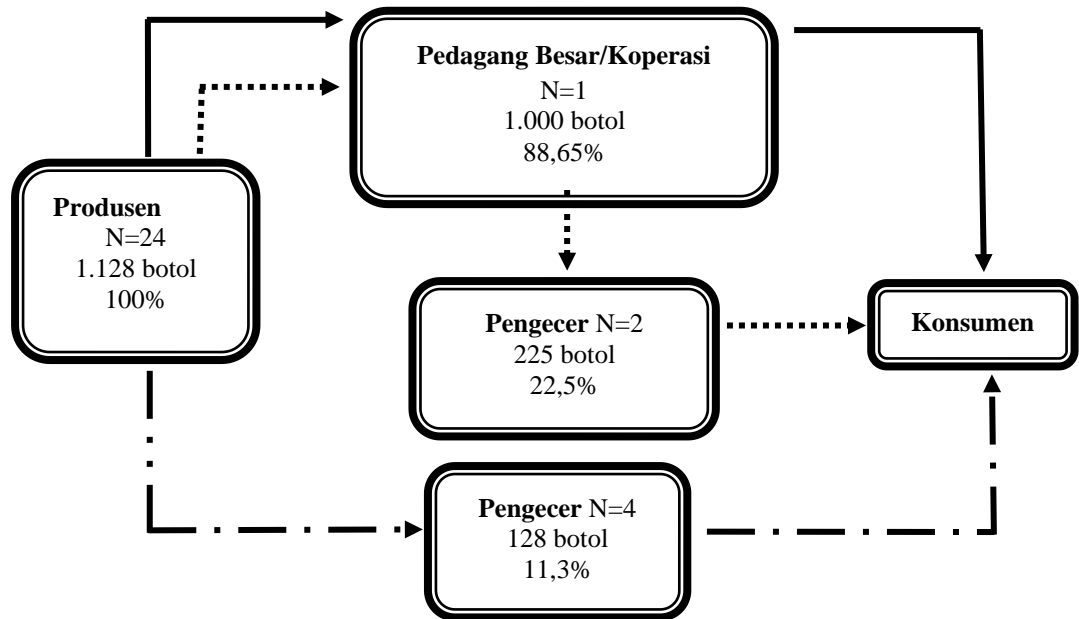 Pedagang Besar/Koperasi
N=1
1.000 botol
88,65%
Produsen
N=24
1.128 botol
100%
Pengecer N=2
225 botol
22,5%
Konsumen
Pengecer N=4
128 botol
11,3%